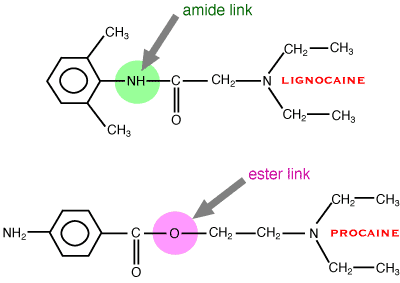 amide link
CH₃
CH₂—CH₃
NH
C
CH₂
N
LIGNOCAINE
O
CH₃
CH₂—CH₃
ester link
CH₂—CH₃
NH₂
C
O
CH₂
CH₂
N
PROCAINE
O
CH₂—CH₃